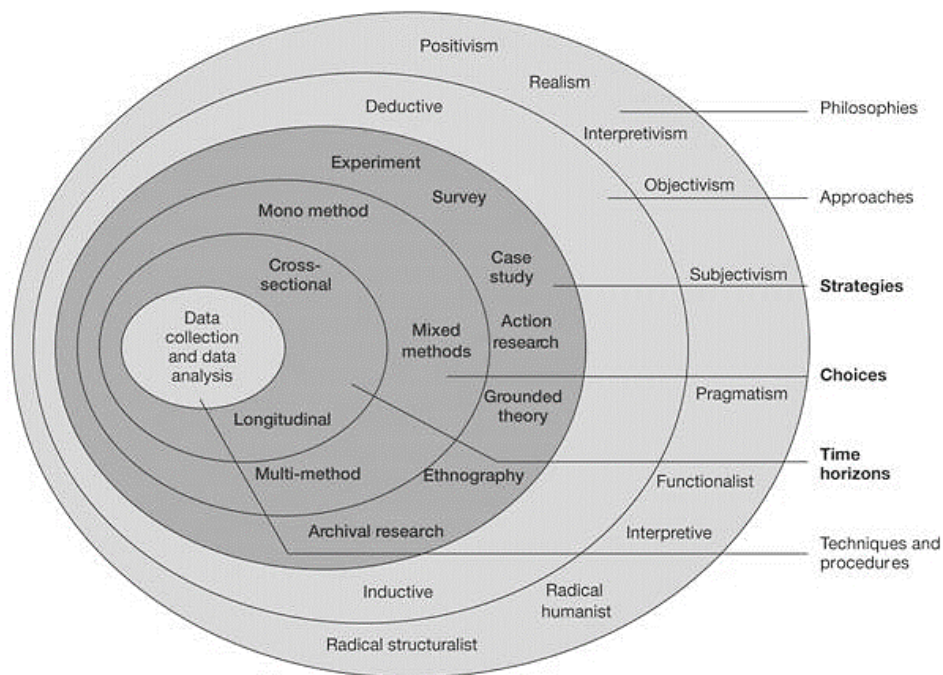 Positivism
Realism
Philosophies
Deductive
Interpretivism
Experiment
Objectivism
Approaches
Survey
Mono method
Case
study
Cross-
sectional
Subjectivism
Strategies
Data
collection
and data
analysis
Mixed
methods
Action
research
Choices
Grounded
theory
Pragmatism
Longitudinal
Time
horizons
Multi-method
Ethnography
Functionalist
Archival research
Interpretive
Techniques and
procedures
Inductive
Radical
humanist
Radical structuralist